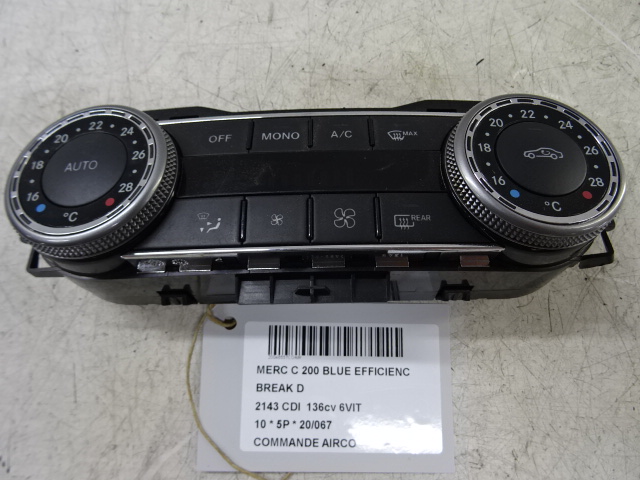 20 22 24
18 26
16 28
AUTO
°C
OFF MONO A/C MAX
REAR
20 22 24
18 26
16 28
°C
MERC C 200 BLUE EFFICIENC
BREAK D
2143 CDI 136cv 6VIT
10 * 5P * 20/067
COMMANDE AIRCO